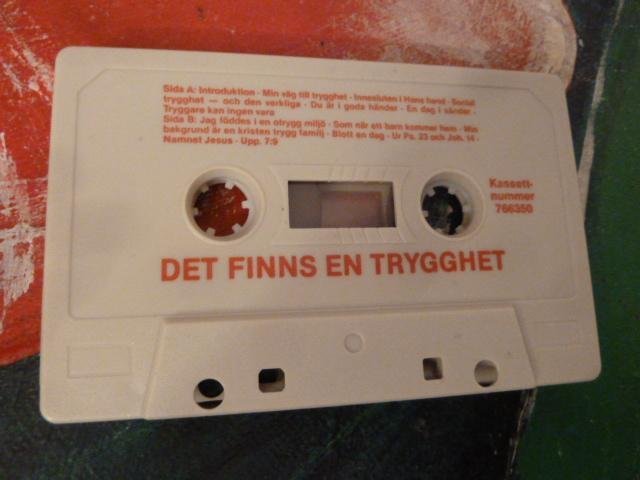 Sida A: Introduktion · Min väg till trygghet · Innesluten i Hans hand · Social
trygghet — och den verkliga · Du är i goda händer · En dag i sänder ·
Tryggare kan ingen vara
Sida B: Jag föddes i en otrygg miljö · Som när ett barn kommer hem · Min
bakgrund är en kristen trygg familj · Blott en dag · Ur Ps. 23 och Joh. 14 ·
Namnet Jesus · Upp. 7:9
Kassett-
nummer
766350
DET FINNS EN TRYGGHET